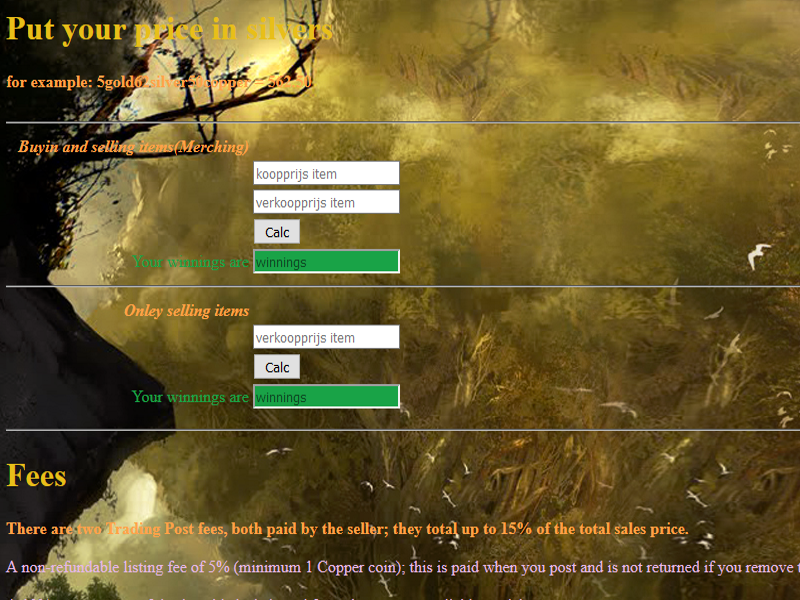 Put your price in silvers
for example: 5gold62silver50copper = 562.50
Buyin and selling items(Merching)
koopprijs item
verkoopprijs item
Calc
Your winnings are winnings
Onley selling items
verkoopprijs item
Calc
Your winnings are winnings
Fees
There are two Trading Post fees, both paid by the seller; they total up to 15% of the total sales price.
A non-refundable listing fee of 5% (minimum 1 Copper coin); this is paid when you post and is not returned if you remove